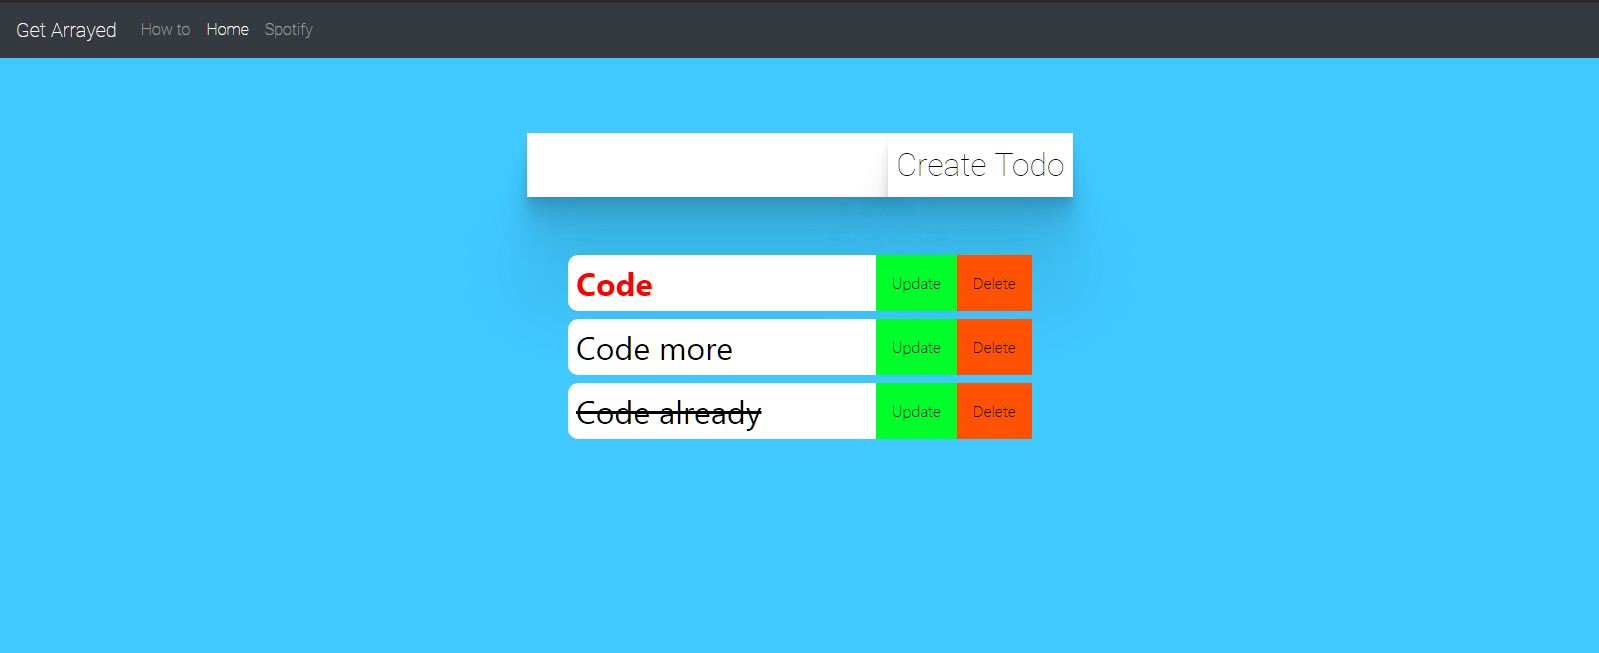 Get Arrayed How to Home Spotify
Create Todo
Code Update Delete
Code more Update Delete
Code already Update Delete